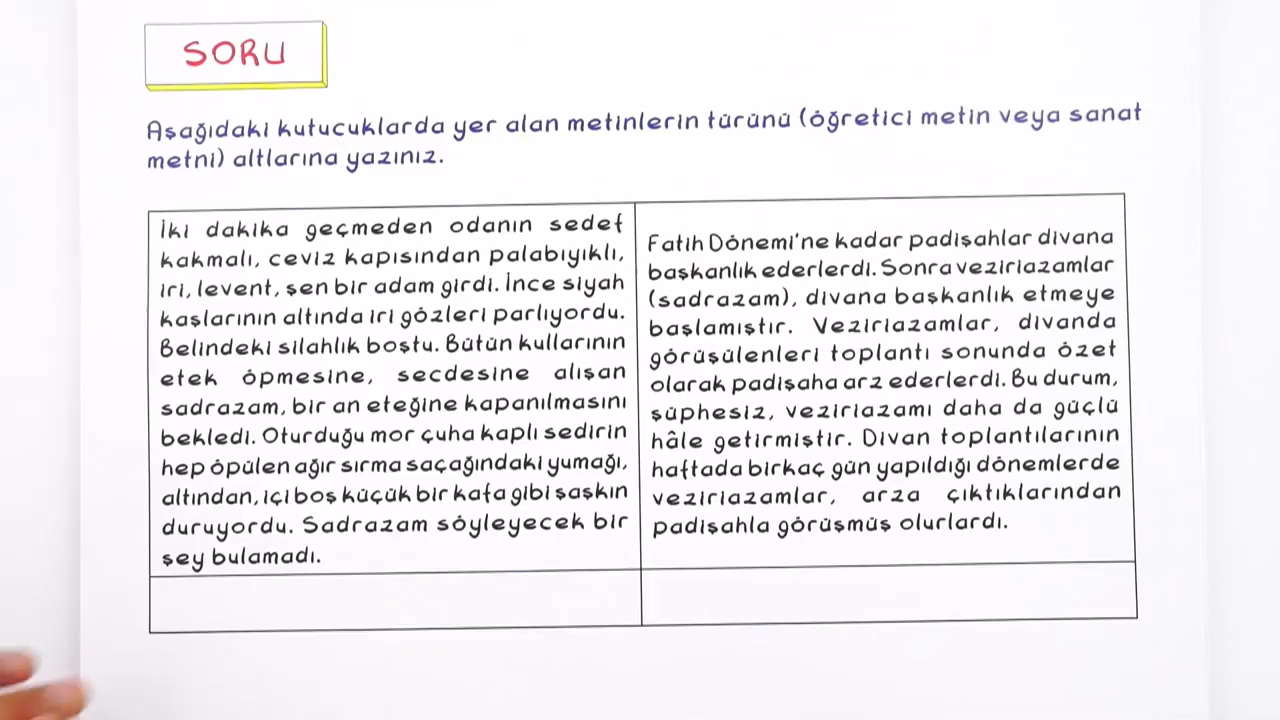 SORU
Aşağıdaki kutucuklarda yer alan metinlerin türünü (öğretici metin veya sanat
metni) altlarına yazınız.
İki dakika geçmeden odanın sedef
kakmalı, ceviz kapısından palabıyıklı,
iri, levent, şen bir adam girdi. İnce siyah
kaşlarının altında iri gözleri parlıyordu.
Belindeki silahlık boştu. Bütün kullarının
etek öpmesine, secdesine alışan
sadrazam, bir an eteğine kapanılmasını
bekledi. Oturduğu mor çuha kaplı sedirin
hep öpülen ağır sırma saçağındaki yumağı,
altından, içi boş küçük bir kafa gibi şaşkın
duruyordu. Sadrazam söyleyecek bir
şey bulamadı.
Fatih Dönemi'ne kadar padişahlar divana
başkanlık ederlerdi. Sonra veziriazamlar
(sadrazam), divana başkanlık etmeye
başlamıştır. Veziriazamlar, divanda
görüşülenleri toplantı sonunda özet
olarak padişaha arz ederlerdi. Bu durum,
şüphesiz, veziriazamı daha da güçlü
hâle getirmiştir. Divan toplantılarının
haftada birkaç gün yapıldığı dönemlerde
veziriazamlar, arza çıktıklarından
padişahla görüşmüş olurlardı.